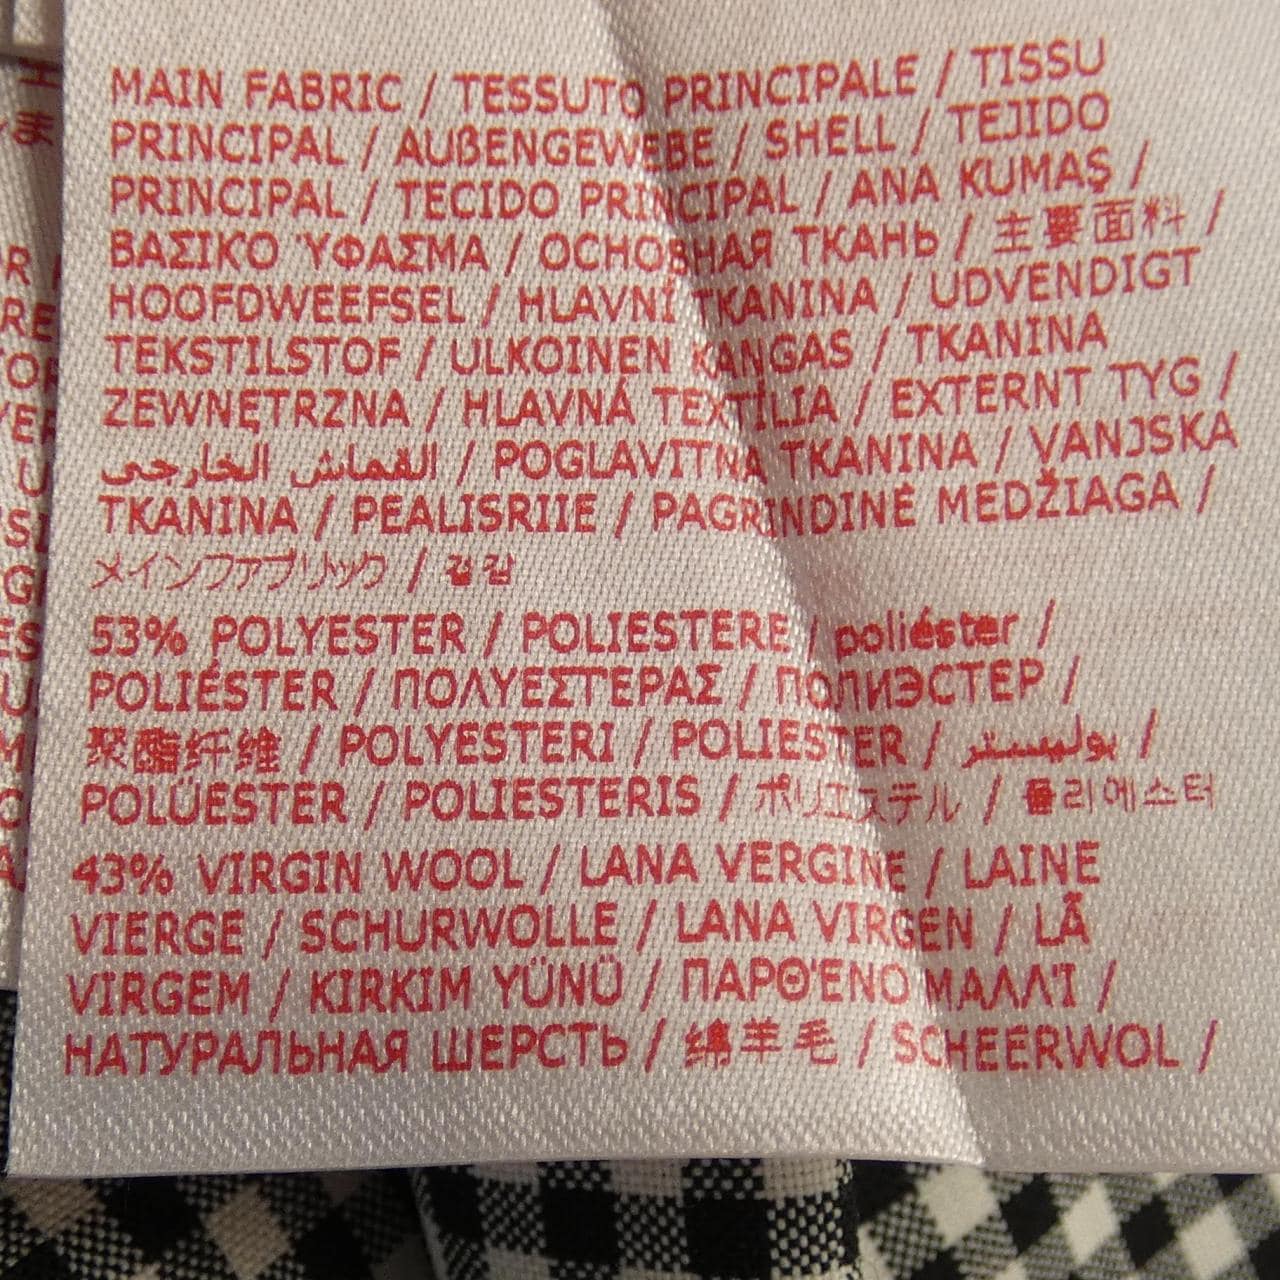 MAIN FABRIC / TESSUTO PRINCIPALE / TISSU
PRINCIPAL / AUßENGEWEBE / SHELL / TEJIDO
PRINCIPAL / TECIDO PRINCIPAL / ANA KUMAŞ /
ΒΑΣΙΚΟ ΎΦΑΣΜΑ / ОСНОВНАЯ ТКАНЬ / 主要面料 /
HOOFDWEEFSEL / HLAVNÍ TKANINA / UDVENDIGT
TEKSTILSTOF / ULKOINEN KANGAS / TKANINA
ZEWNĘTRZNA / HLAVNÁ TEXTÍLIA / EXTERNT TYG /
القماش الخارجي / POGLAVITNA TKANINA / VANJSKA
TKANINA / PEALISRIIE / PAGRINDINĖ MEDŽIAGA /
メインファブリック / 겉감
53% POLYESTER / POLIESTERE / poliéster /
POLIÉSTER / ΠΟΛΥΕΣΤΕΡΑΣ / ПОЛИЭСТЕР /
聚酯纤维 / POLYESTERI / POLIESTER / بوليستر /
POLÜESTER / POLIESTERIS / ポリエステル / 폴리에스터
43% VIRGIN WOOL / LANA VERGINE / LAINE
VIERGE / SCHURWOLLE / LANA VIRGEN / LÃ
VIRGEM / KIRKIM YÜNÜ / ΠΑΡΘΈΝΟ ΜΑΛΛΊ /
НАТУРАЛЬНАЯ ШЕРСТЬ / 绵羊毛 / SCHEERWOL /